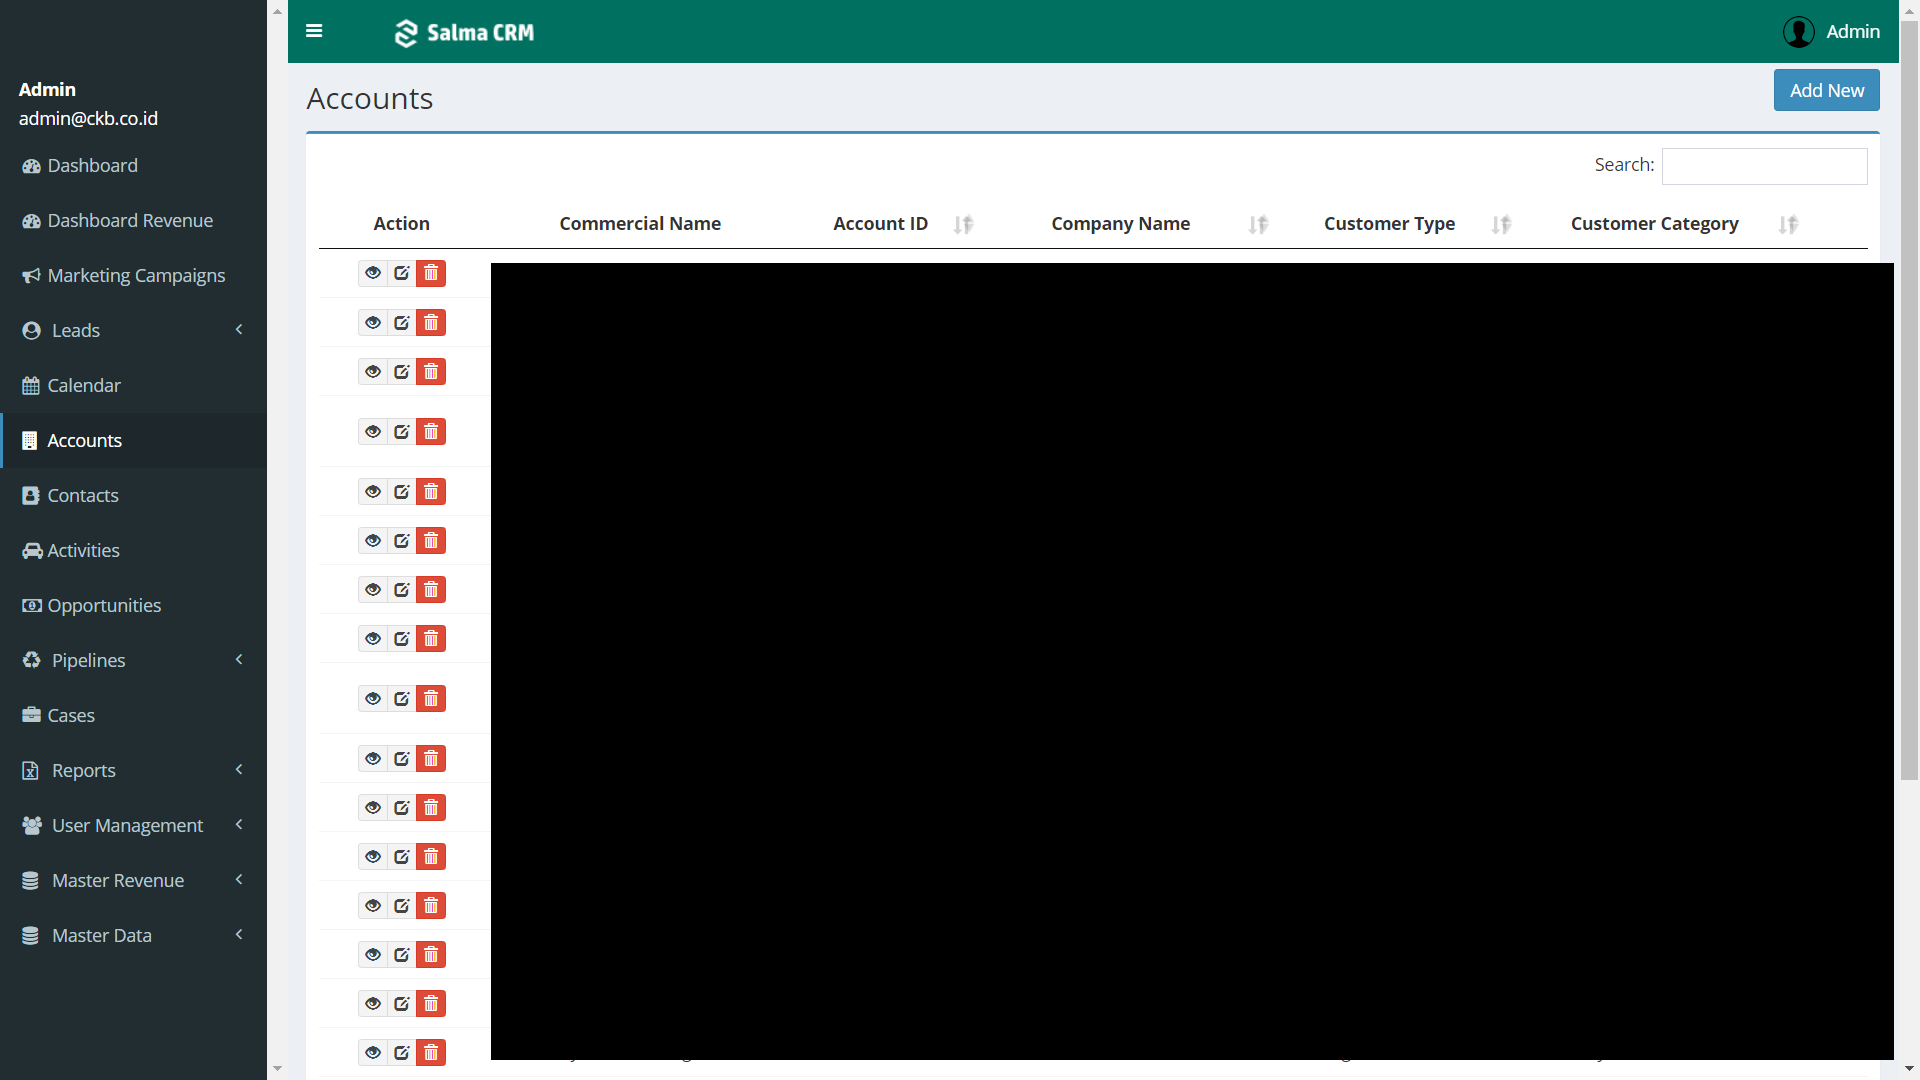 Salma CRM
Admin
Admin
admin@ckb.co.id
Dashboard
Dashboard Revenue
Marketing Campaigns
Leads
Calendar
Accounts
Contacts
Activities
Opportunities
Pipelines
Cases
Reports
User Management
Master Revenue
Master Data
Accounts
Add New
Search:
Action Commercial Name Account ID Company Name Customer Type Customer Category